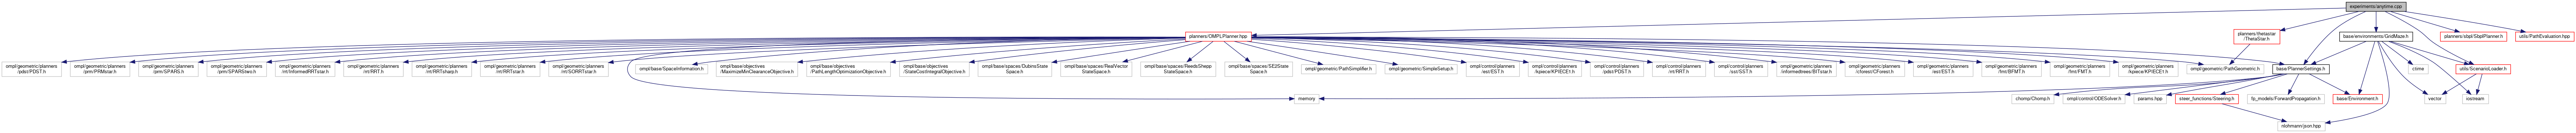 experiments/anytime.cpp
planners/OMPLPlanner.hpp
planners/thetastar
/ThetaStar.h
base/environments/GridMaze.h
planners/sbpl/SbplPlanner.h
utils/PathEvaluation.hpp
ompl/geometric/planners
/pdst/PDST.h
ompl/geometric/planners
/prm/PRMstar.h
ompl/geometric/planners
/prm/SPARS.h
ompl/geometric/planners
/prm/SPARStwo.h
ompl/geometric/planners
/rrt/InformedRRTstar.h
ompl/geometric/planners
/rrt/RRT.h
ompl/geometric/planners
/rrt/RRTsharp.h
ompl/geometric/planners
/rrt/RRTstar.h
ompl/geometric/planners
/rrt/SORRTstar.h
ompl/base/SpaceInformation.h
ompl/base/objectives
/MaximizeMinClearanceObjective.h
ompl/base/objectives
/PathLengthOptimizationObjective.h
ompl/base/objectives
/StateCostIntegralObjective.h
ompl/base/spaces/DubinsState
Space.h
ompl/base/spaces/RealVector
StateSpace.h
ompl/base/spaces/ReedsShepp
StateSpace.h
ompl/base/spaces/SE2State
Space.h
ompl/geometric/PathSimplifier.h
ompl/geometric/SimpleSetup.h
ompl/control/planners
/est/EST.h
ompl/control/planners
/kpiece/KPIECE1.h
ompl/control/planners
/pdst/PDST.h
ompl/control/planners
/rrt/RRT.h
ompl/control/planners
/sst/SST.h
ompl/geometric/planners
/informedtrees/BITstar.h
ompl/geometric/planners
/cforest/CForest.h
ompl/geometric/planners
/est/EST.h
ompl/geometric/planners
/fmt/BFMT.h
ompl/geometric/planners
/fmt/FMT.h
ompl/geometric/planners
/kpiece/KPIECE1.h
ompl/geometric/PathGeometric.h
base/PlannerSettings.h
ctime
utils/ScenarioLoader.h
memory
chomp/Chomp.h
ompl/control/ODESolver.h
params.hpp
steer_functions/Steering.h
fp_models/ForwardPropagation.h
base/Environment.h
vector
iostream
nlohmann/json.hpp